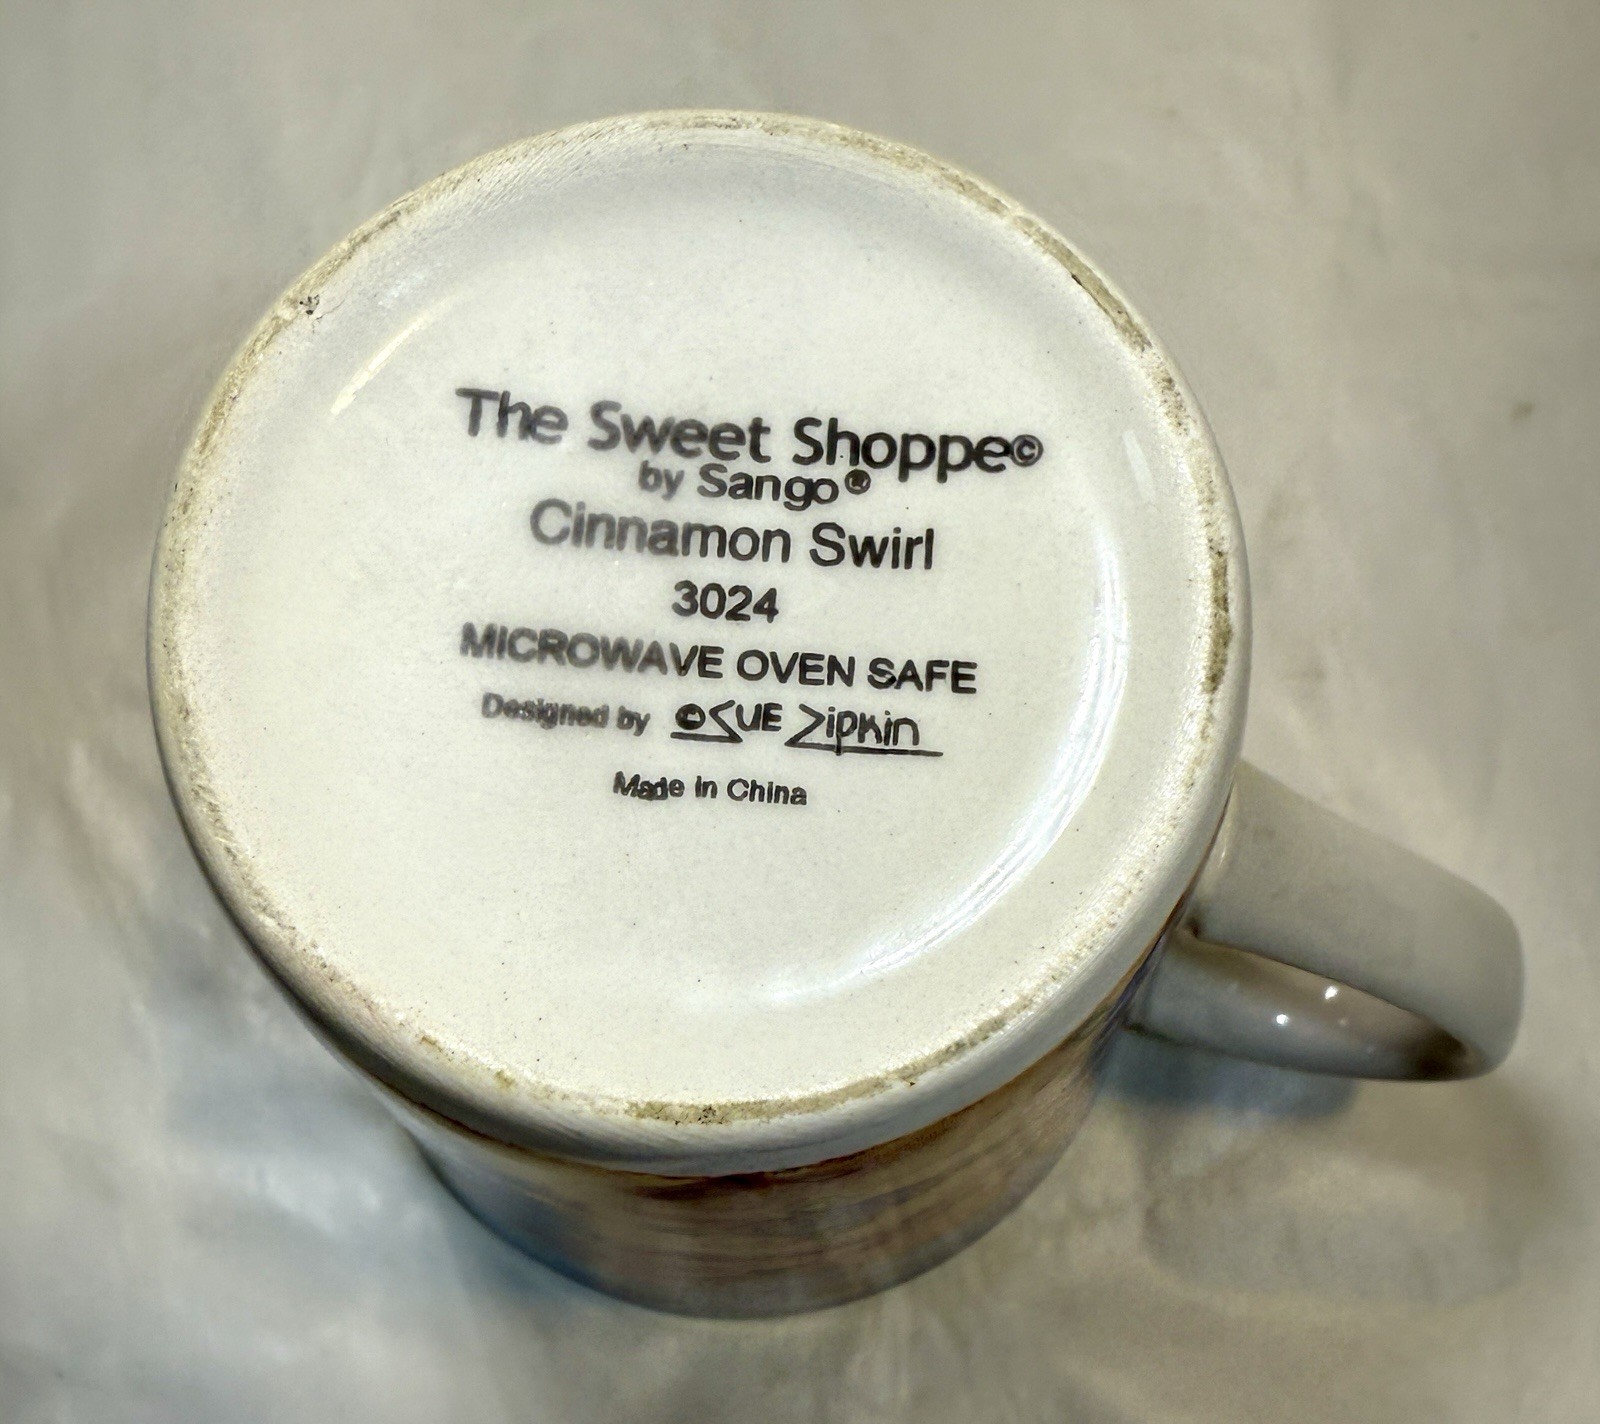 The Sweet Shoppe©
by Sango®
Cinnamon Swirl
3024
MICROWAVE OVEN SAFE
Designed by ©SUE Zipkin
Made in China